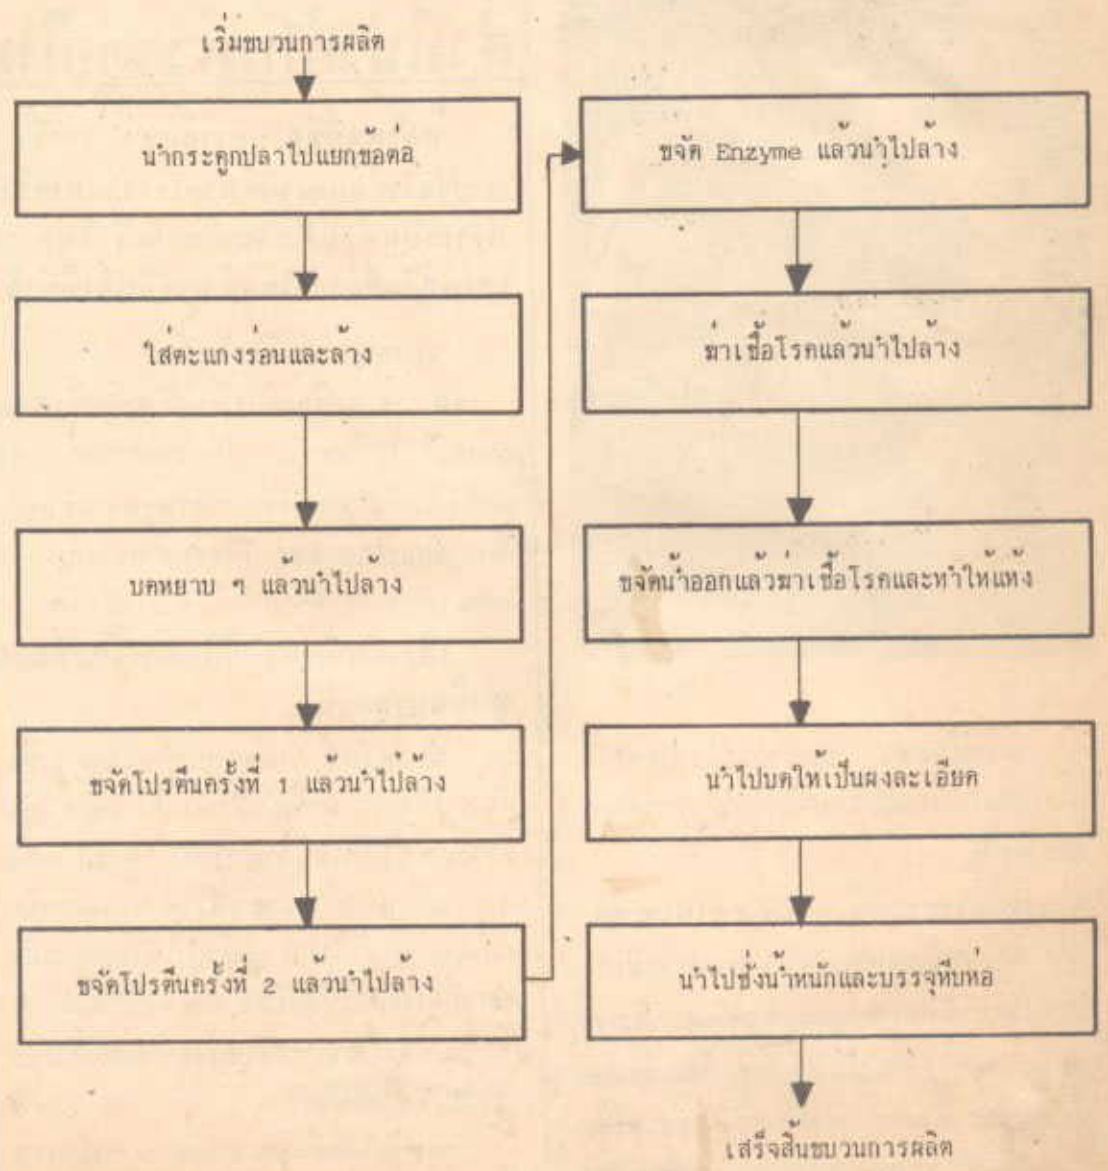 เริ่มขบวนการผลิต
นำกระดูกปลาไปแยกข้อต่อ
ใส่ตะแกงร่อนและล้าง
บดหยาบ ๆ แล้วนำไปล้าง
ขจัดโปรตีนครั้งที่ 1 แล้วนำไปล้าง
ขจัดโปรตีนครั้งที่ 2 แล้วนำไปล้าง
ขจัด Enzyme แล้วนำไปล้าง
ฆ่าเชื้อโรคแล้วนำไปล้าง
ขจัดน้ำออกแล้วฆ่าเชื้อโรคและทำให้แห้ง
นำไปบดให้เป็นผงละเอียด
นำไปชั่งน้ำหนักและบรรจุหีบห่อ
เสร็จสิ้นขบวนการผลิต